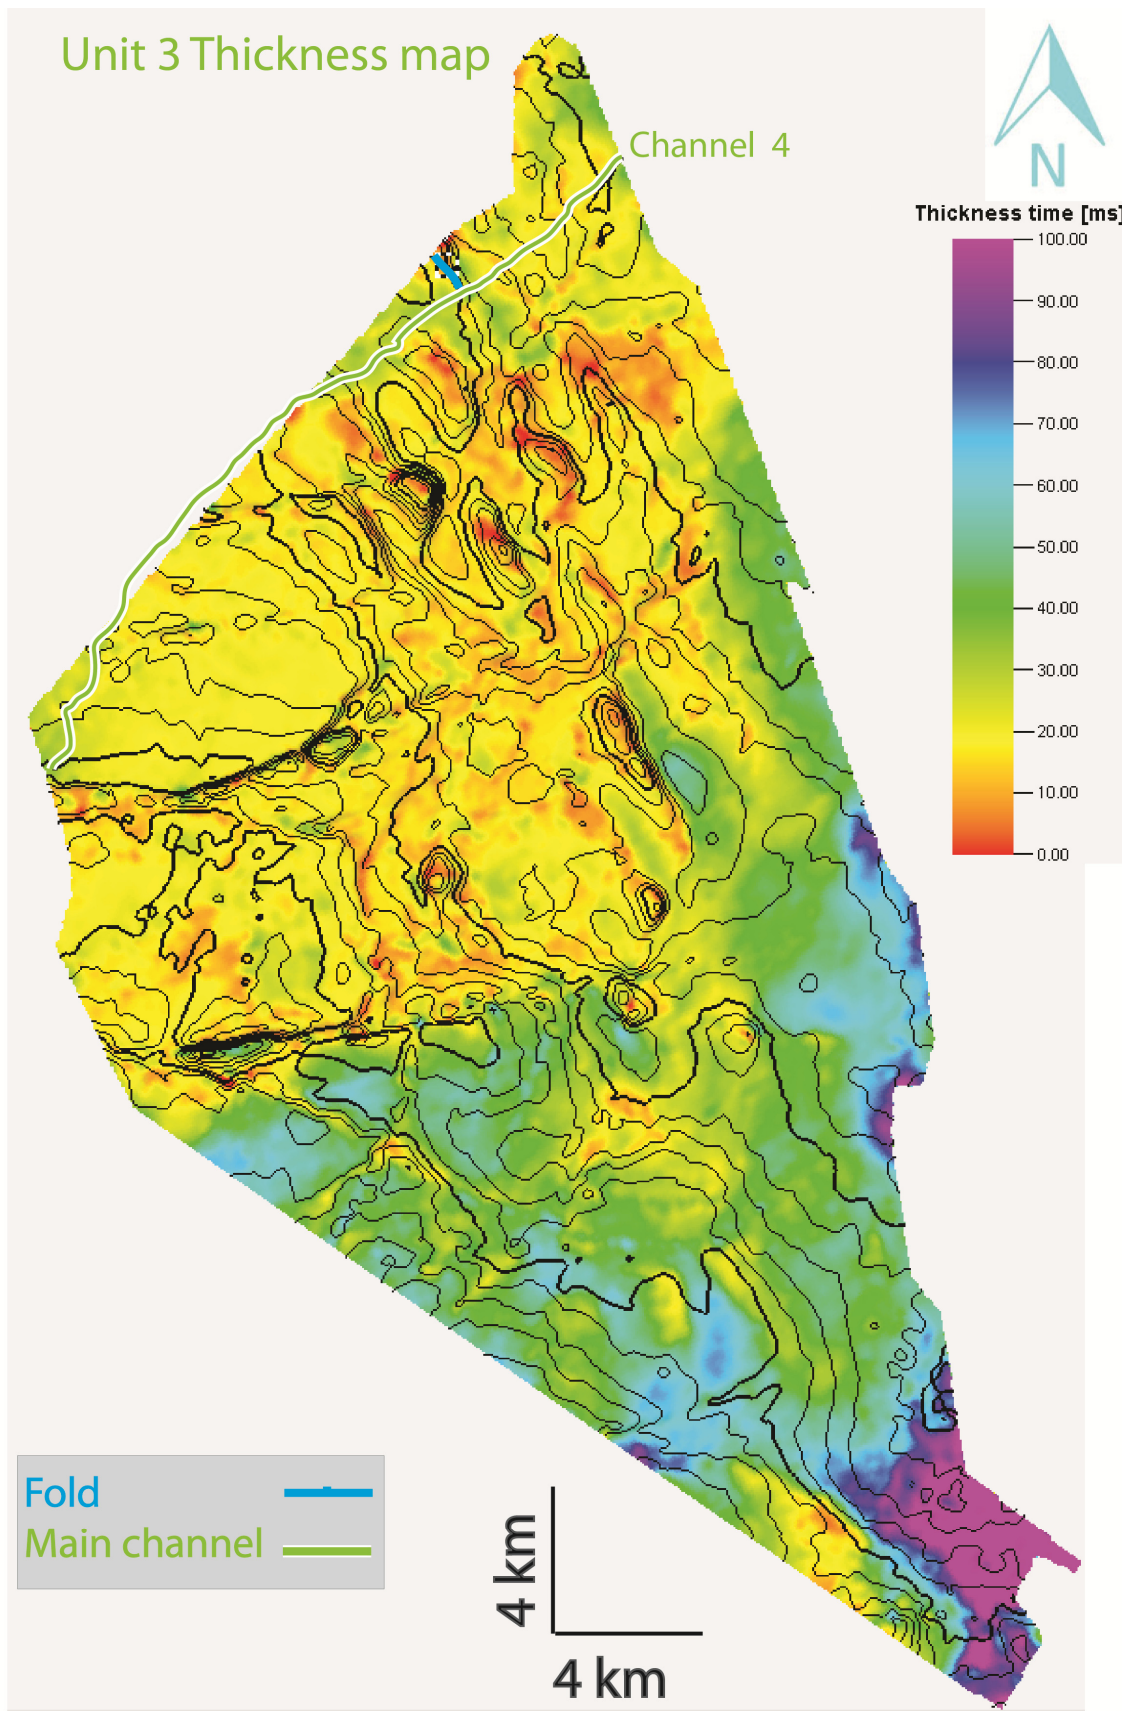 Unit 3 Thickness map
Channel 4
N
Thickness time [ms]
100.00
90.00
80.00
70.00
60.00
50.00
40.00
30.00
20.00
10.00
0.00
Fold
Main channel
4 km
4 km